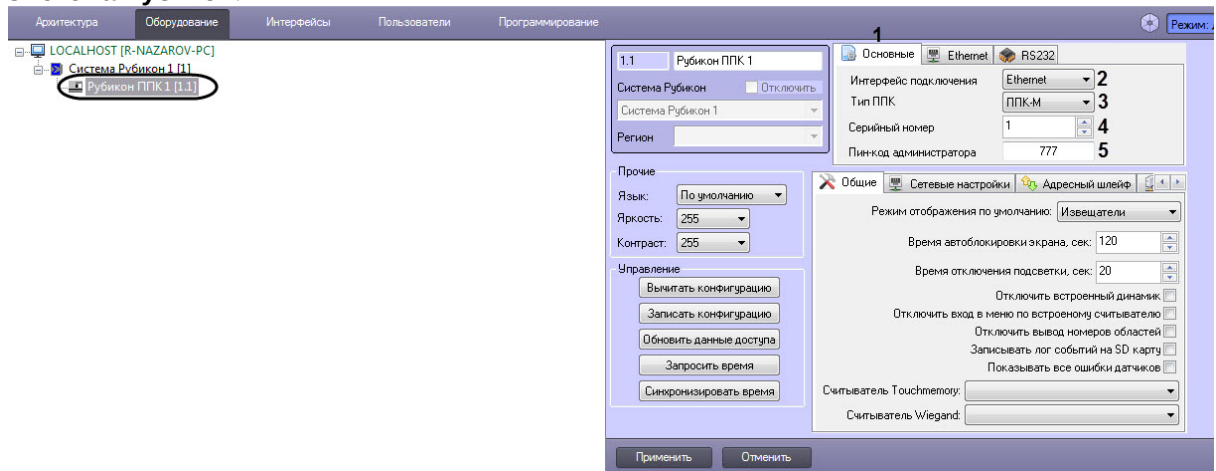 Архитектура Оборудование Интерфейсы Пользователи Программирование Режим:
LOCALHOST [R-NAZAROV-PC]
Система Рубикон 1 [1]
Рубикон ППК 1 [1.1]
1.1 Рубикон ППК 1
Система Рубикон Отключить
Система Рубикон 1
Регион
1
Основные Ethernet RS232
Интерфейс подключения Ethernet 2
Тип ППК ППК-М 3
Серийный номер 1 4
Пин-код администратора 777 5
Прочие
Язык: По умолчанию
Яркость: 255
Контраст: 255
Управление
Вычитать конфигурацию
Записать конфигурацию
Обновить данные доступа
Запросить время
Синхронизировать время
Общие Сетевые настройки Адресный шлейф
Режим отображения по умолчанию: Извещатели
Время автоблокировки экрана, сек: 120
Время отключения подсветки, сек: 20
Отключить встроенный динамик
Отключить вход в меню по встроеному считывателю
Отключить вывод номеров областей
Записывать лог событий на SD карту
Показывать все ошибки датчиков
Считыватель Touchmemory:
Считыватель Wiegand:
Применить Отменить